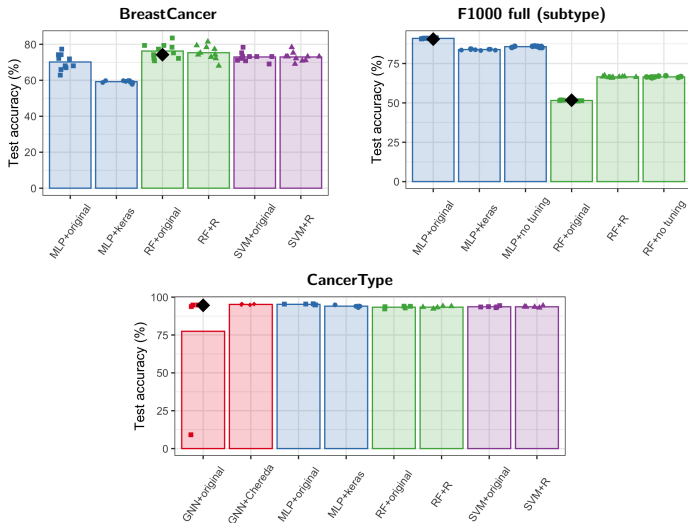 BreastCancer
Test accuracy (%)
80
60
40
20
0
MLP+original
MLP+keras
RF+original
RF+R
SVM+original
SVM+R
F1000 full (subtype)
Test accuracy (%)
75
50
25
0
MLP+original
MLP+keras
MLP+no tuning
RF+original
RF+R
RF+no tuning
CancerType
Test accuracy (%)
100
75
50
25
0
GNN+original
GNN+Chereda
MLP+original
MLP+keras
RF+original
RF+R
SVM+original
SVM+R